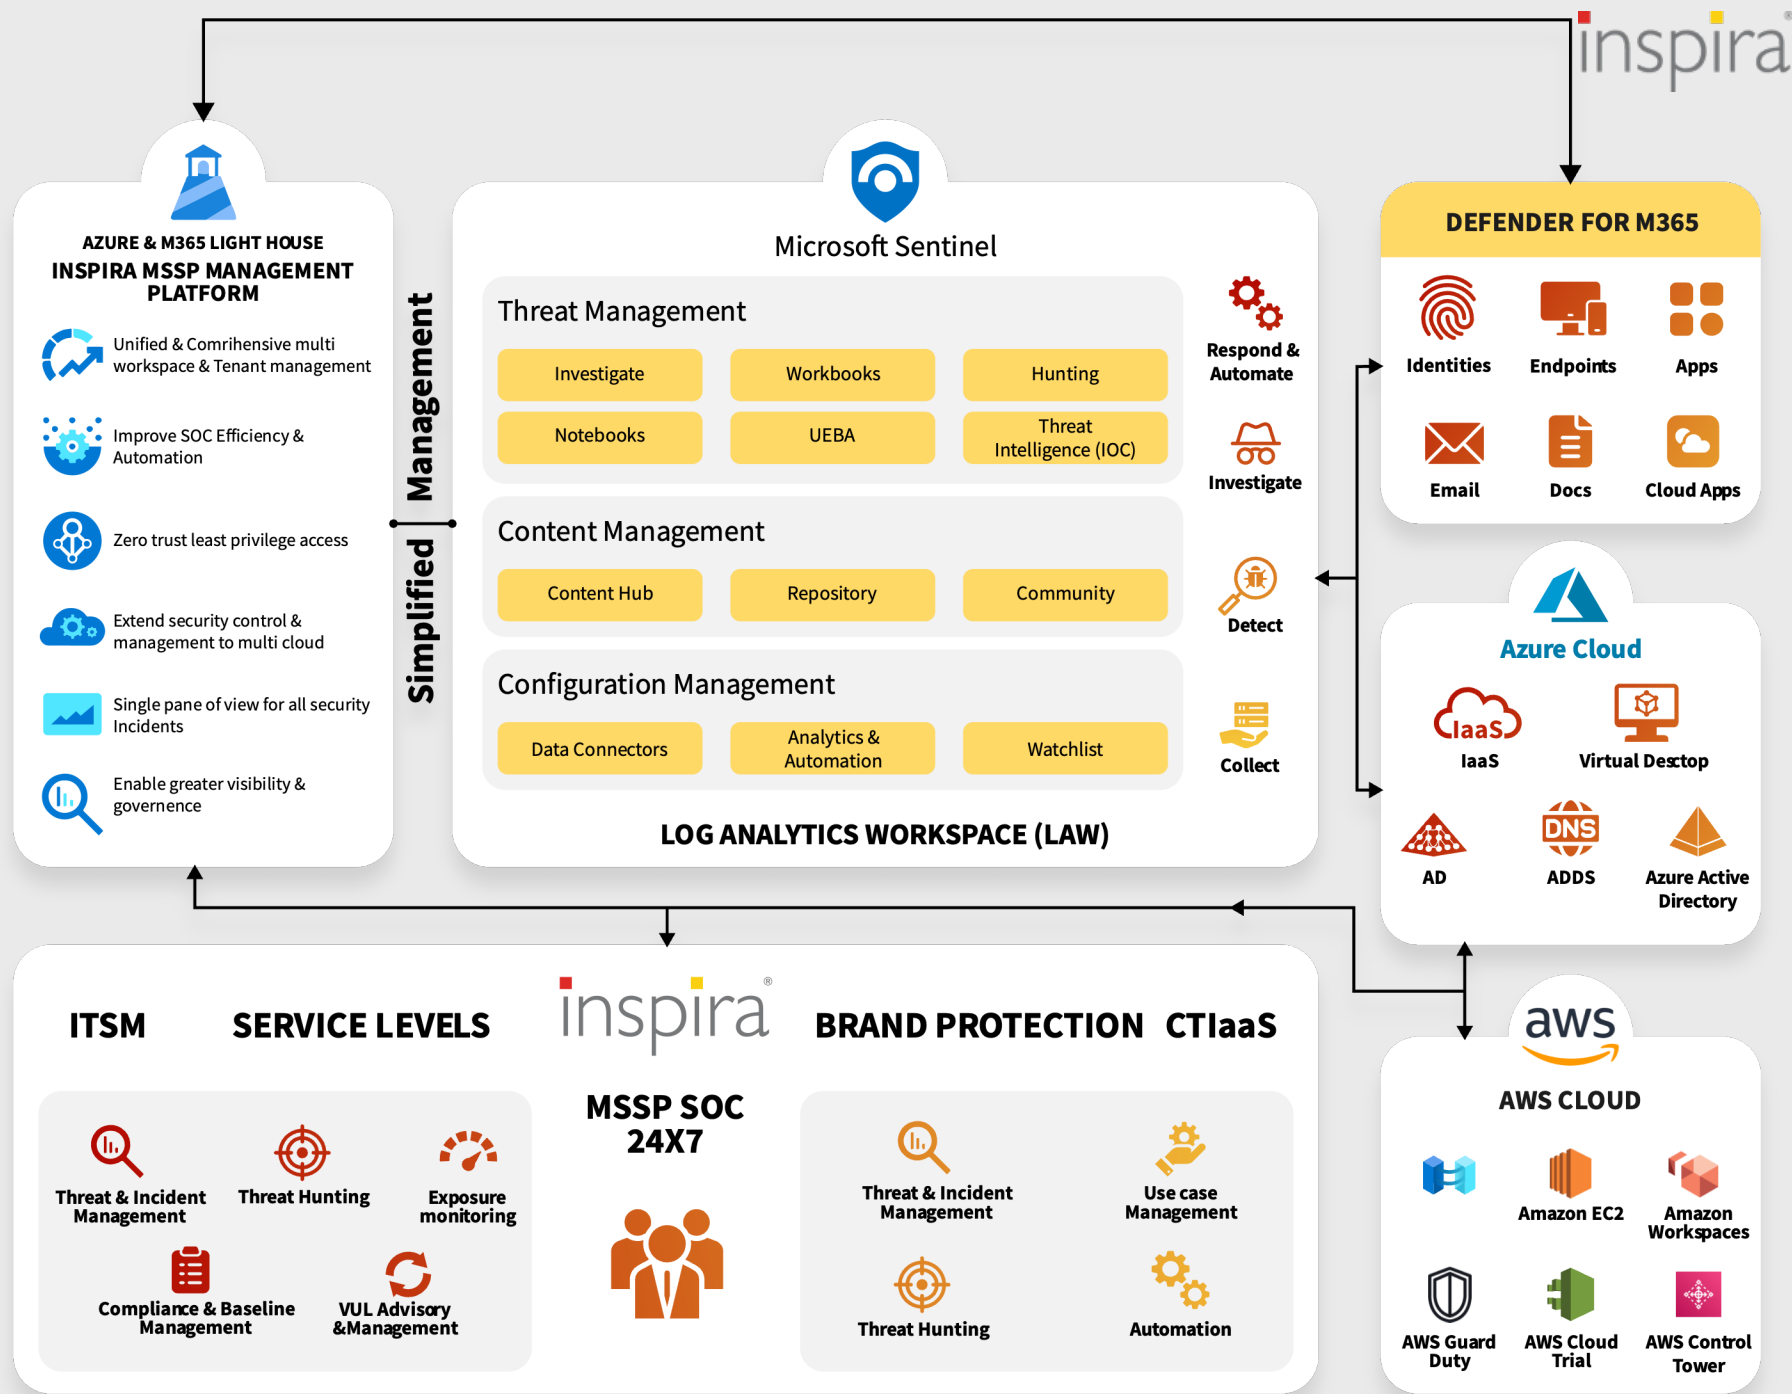 inspira
AZURE & M365 LIGHT HOUSE
INSPIRA MSSP MANAGEMENT
PLATFORM
Unified & Comrihensive multi
workspace & Tenant management
Improve SOC Efficiency &
Automation
Zero trust least privilege access
Extend security control &
management to multi cloud
Single pane of view for all security
Incidents
Enable greater visibility &
governence
Simplified Management
Microsoft Sentinel
Threat Management
Investigate
Workbooks
Hunting
Notebooks
UEBA
Threat
Intelligence (IOC)
Content Management
Content Hub
Repository
Community
Configuration Management
Data Connectors
Analytics &
Automation
Watchlist
LOG ANALYTICS WORKSPACE (LAW)
Respond &
Automate
Investigate
Detect
Collect
DEFENDER FOR M365
Identities
Endpoints
Apps
Email
Docs
Cloud Apps
Azure Cloud
IaaS
IaaS
Virtual Desctop
AD
DNS
ADDS
Azure Active
Directory
ITSM
SERVICE LEVELS
inspira®
BRAND PROTECTION
CTIaaS
MSSP SOC
24X7
Threat & Incident
Management
Threat Hunting
Exposure
monitoring
Compliance & Baseline
Management
VUL Advisory
&Management
Threat & Incident
Management
Use case
Management
Threat Hunting
Automation
aws
AWS CLOUD
Amazon EC2
Amazon
Workspaces
AWS Guard
Duty
AWS Cloud
Trial
AWS Control
Tower